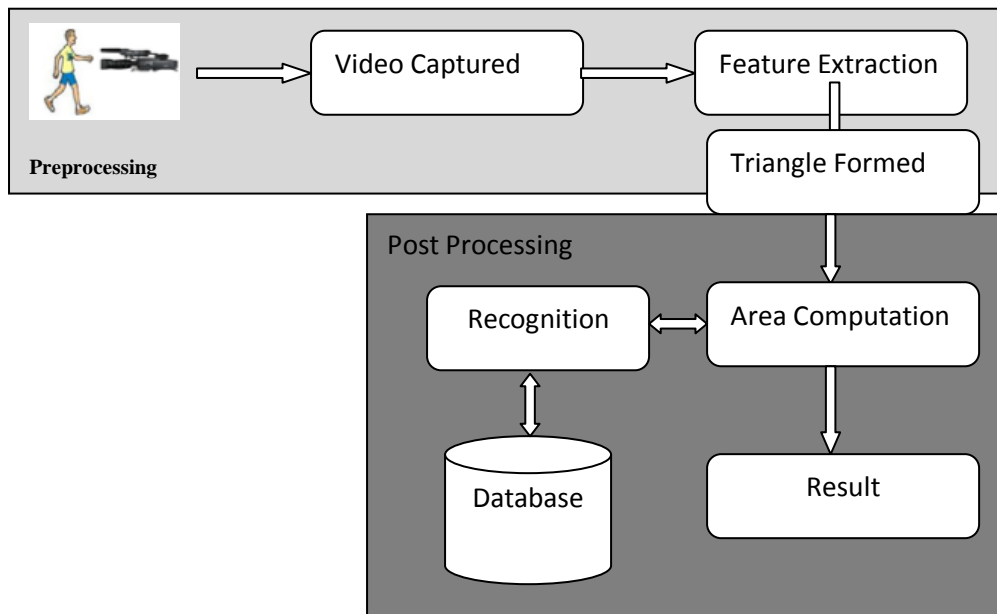 Video Captured
Feature Extraction
Preprocessing
Triangle Formed
Post Processing
Recognition
Area Computation
Database
Result